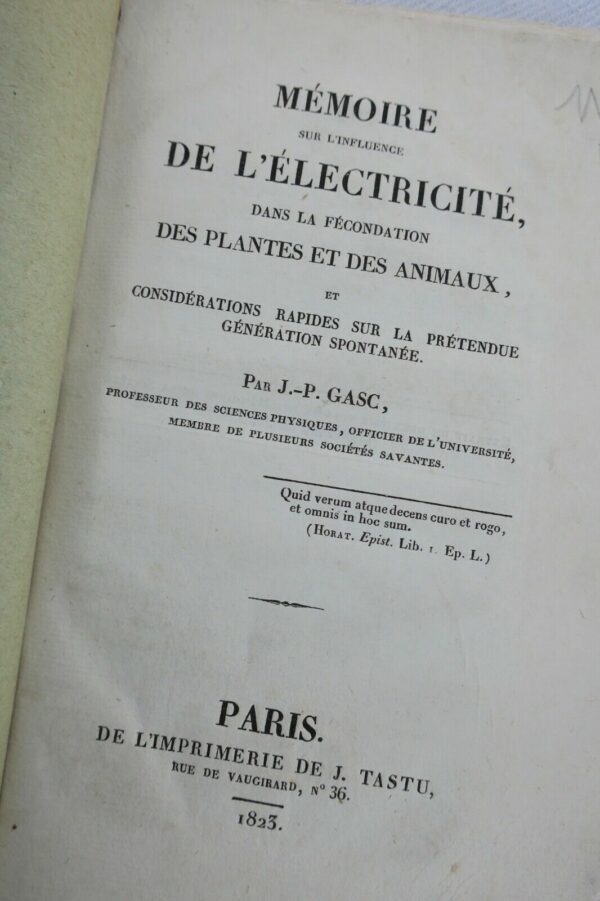 MÉMOIRE
SUR L'INFLUENCE
DE L'ÉLECTRICITÉ,
DANS LA FÉCONDATION
DES PLANTES ET DES ANIMAUX,
ET
CONSIDÉRATIONS RAPIDES SUR LA PRÉTENDUE
GÉNÉRATION SPONTANÉE.
PAR J.-P. GASC,
PROFESSEUR DES SCIENCES PHYSIQUES, OFFICIER DE L'UNIVERSITÉ,
MEMBRE DE PLUSIEURS SOCIÉTÉS SAVANTES.
Quid verum atque decens curo et rogo,
et omnis in hoc sum.
(HORAT. Epist. Lib. 1. Ep. L.)
PARIS.
DE L'IMPRIMERIE DE J. TASTU,
RUE DE VAUGIRARD, N° 36.
1823.